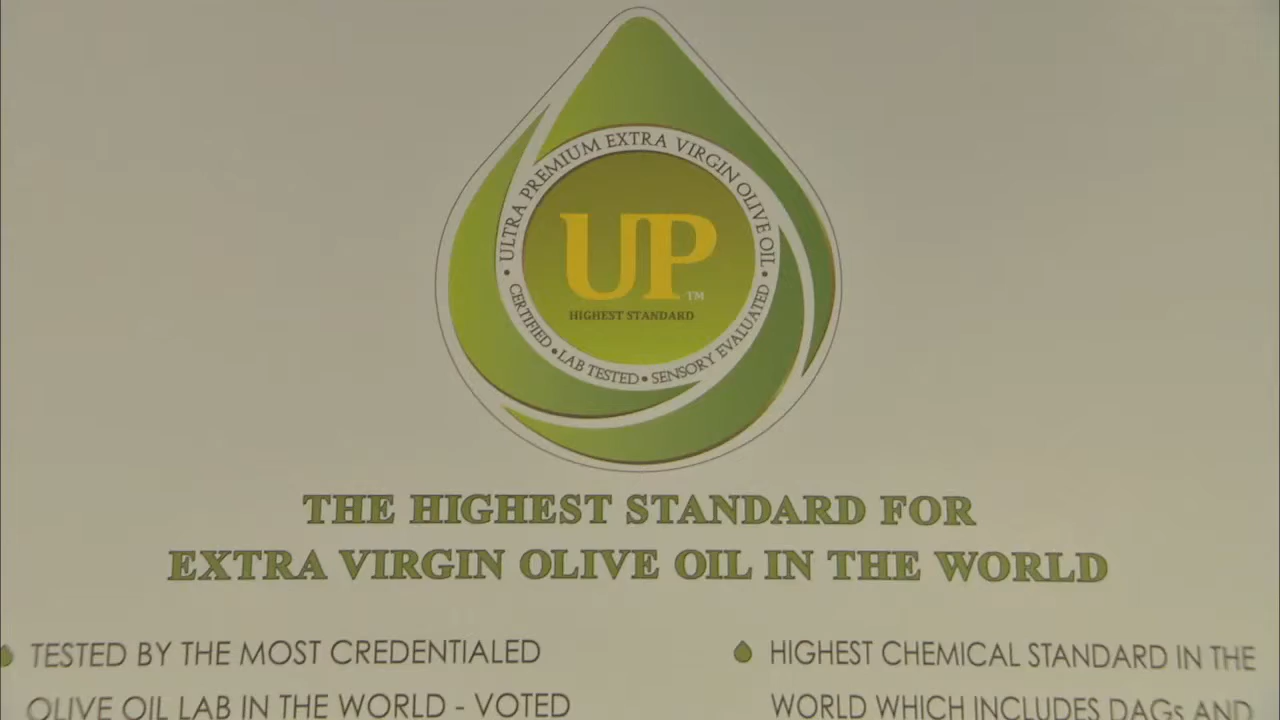 ULTRA PREMIUM EXTRA VIRGIN OLIVE OIL
UP™
HIGHEST STANDARD
• CERTIFIED • LAB TESTED • SENSORY EVALUATED •
THE HIGHEST STANDARD FOR
EXTRA VIRGIN OLIVE OIL IN THE WORLD
TESTED BY THE MOST CREDENTIALED
OLIVE OIL LAB IN THE WORLD - VOTED
HIGHEST CHEMICAL STANDARD IN THE
WORLD WHICH INCLUDES DAGs AND